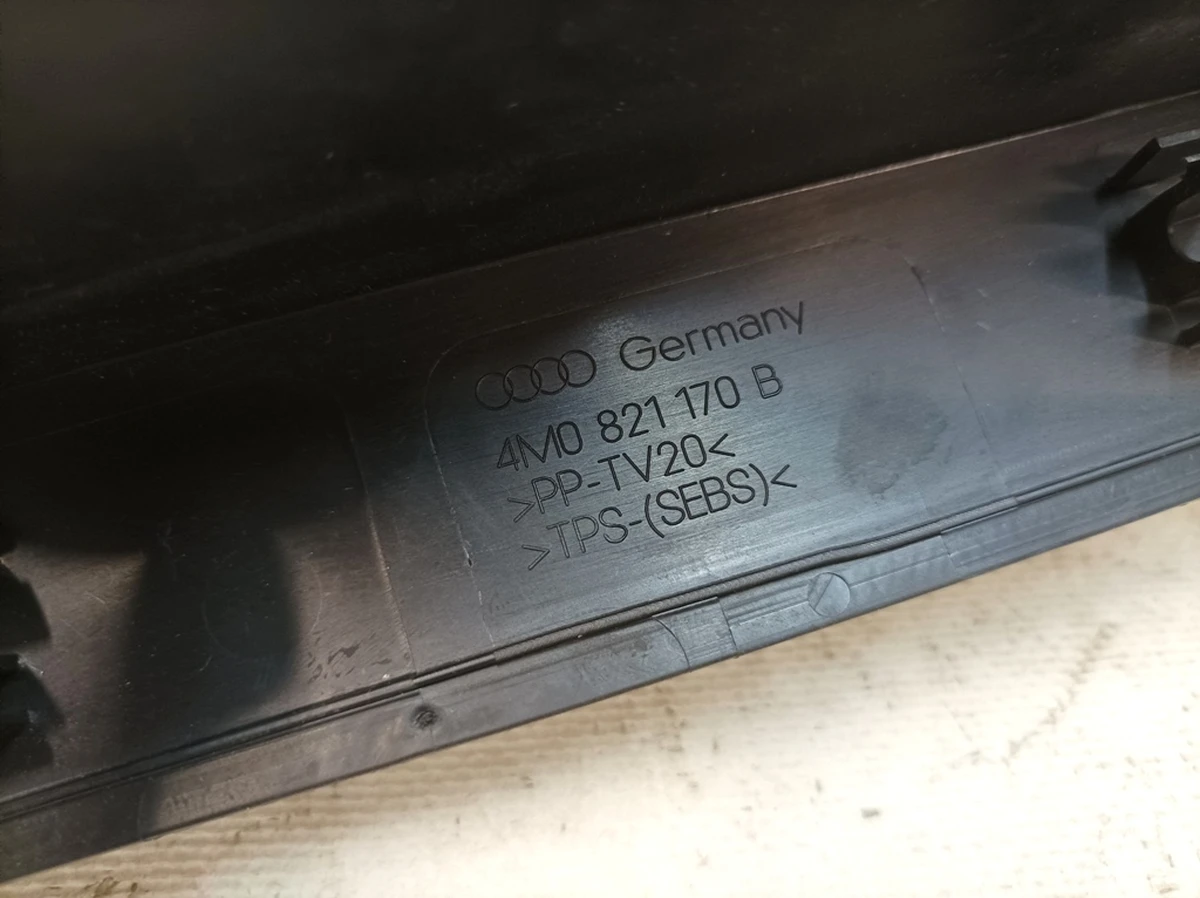 Germany
4M0 821 170 B
>PP-TV20<
>TPS-(SEBS)<